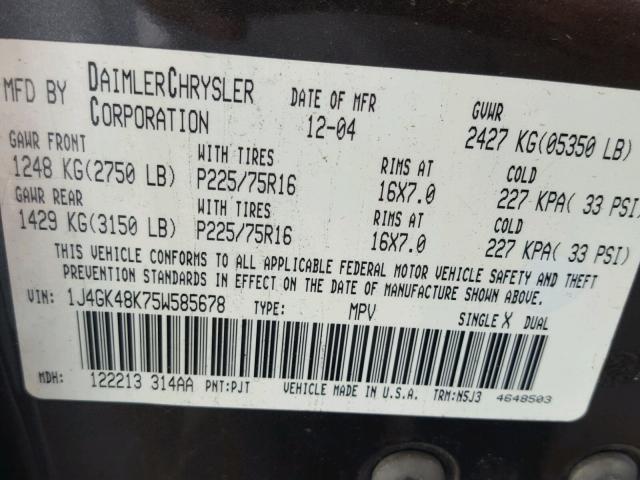 MFD BY DAIMLERCHRYSLER CORPORATION DATE OF MFR 12-04 GVWR 2427 KG(05350 LB)
GAWR FRONT WITH TIRES RIMS AT COLD
1248 KG(2750 LB) P225/75R16 16X7.0 227 KPA( 33 PSI)
GAWR REAR WITH TIRES RIMS AT COLD
1429 KG(3150 LB) P225/75R16 16X7.0 227 KPA( 33 PSI)
THIS VEHICLE CONFORMS TO ALL APPLICABLE FEDERAL MOTOR VEHICLE SAFETY AND THEFT
PREVENTION STANDARDS IN EFFECT ON THE DATE OF MANUFACTURE SHOWN ABOVE.
VIN: 1J4GK48K75W585678 TYPE: MPV SINGLE X DUAL
MDH: 122213 314AA PNT:PJT VEHICLE MADE IN U.S.A. TRM:N5J3 4648503